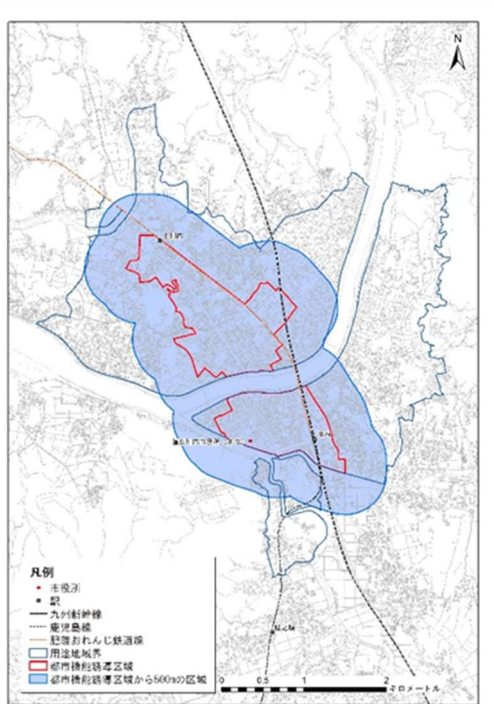 N
凡例
市役所
駅
九州新幹線
鹿児島線
肥薩おれんじ鉄道線
用途地域界
都市機能誘導区域
都市機能誘導区域から500mの区域
0 0.5 1 2
キロメートル